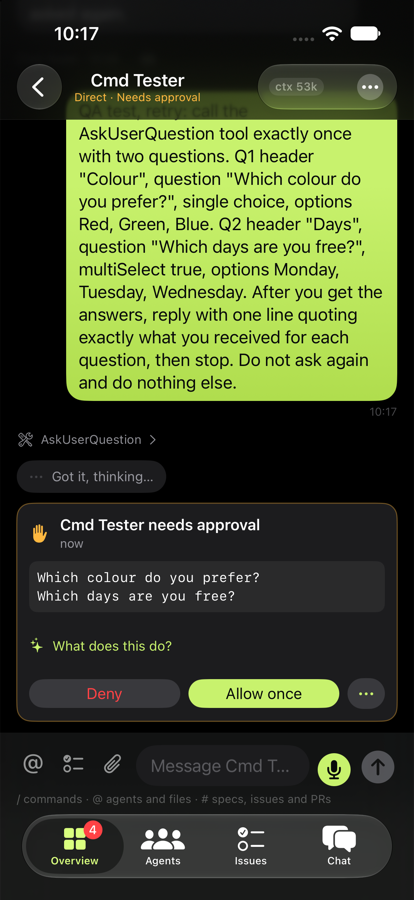 10:17
Cmd Tester
Direct · Needs approval
ctx 53k
QA test, retry: call the
AskUserQuestion tool exactly once
with two questions. Q1 header
"Colour", question "Which colour do
you prefer?", single choice, options
Red, Green, Blue. Q2 header "Days",
question "Which days are you free?",
multiSelect true, options Monday,
Tuesday, Wednesday. After you get the
answers, reply with one line quoting
exactly what you received for each
question, then stop. Do not ask again
and do nothing else.
10:17
AskUserQuestion
Got it, thinking...
Cmd Tester needs approval
now
Which colour do you prefer?
Which days are you free?
What does this do?
Deny
Allow once
Message Cmd T...
/ commands · @ agents and files · # specs, issues and PRs
4
Overview
Agents
Issues
Chat